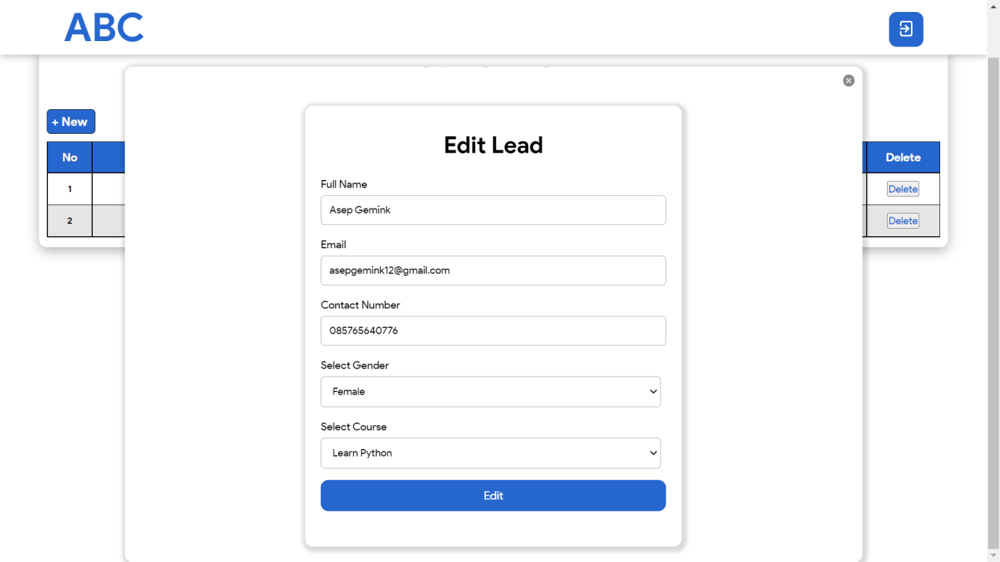 ABC
+ New
No
Delete
1
Delete
2
Delete
Edit Lead
Full Name
Asep Gemink
Email
asepgemink12@gmail.com
Contact Number
085765640776
Select Gender
Female
Select Course
Learn Python
Edit